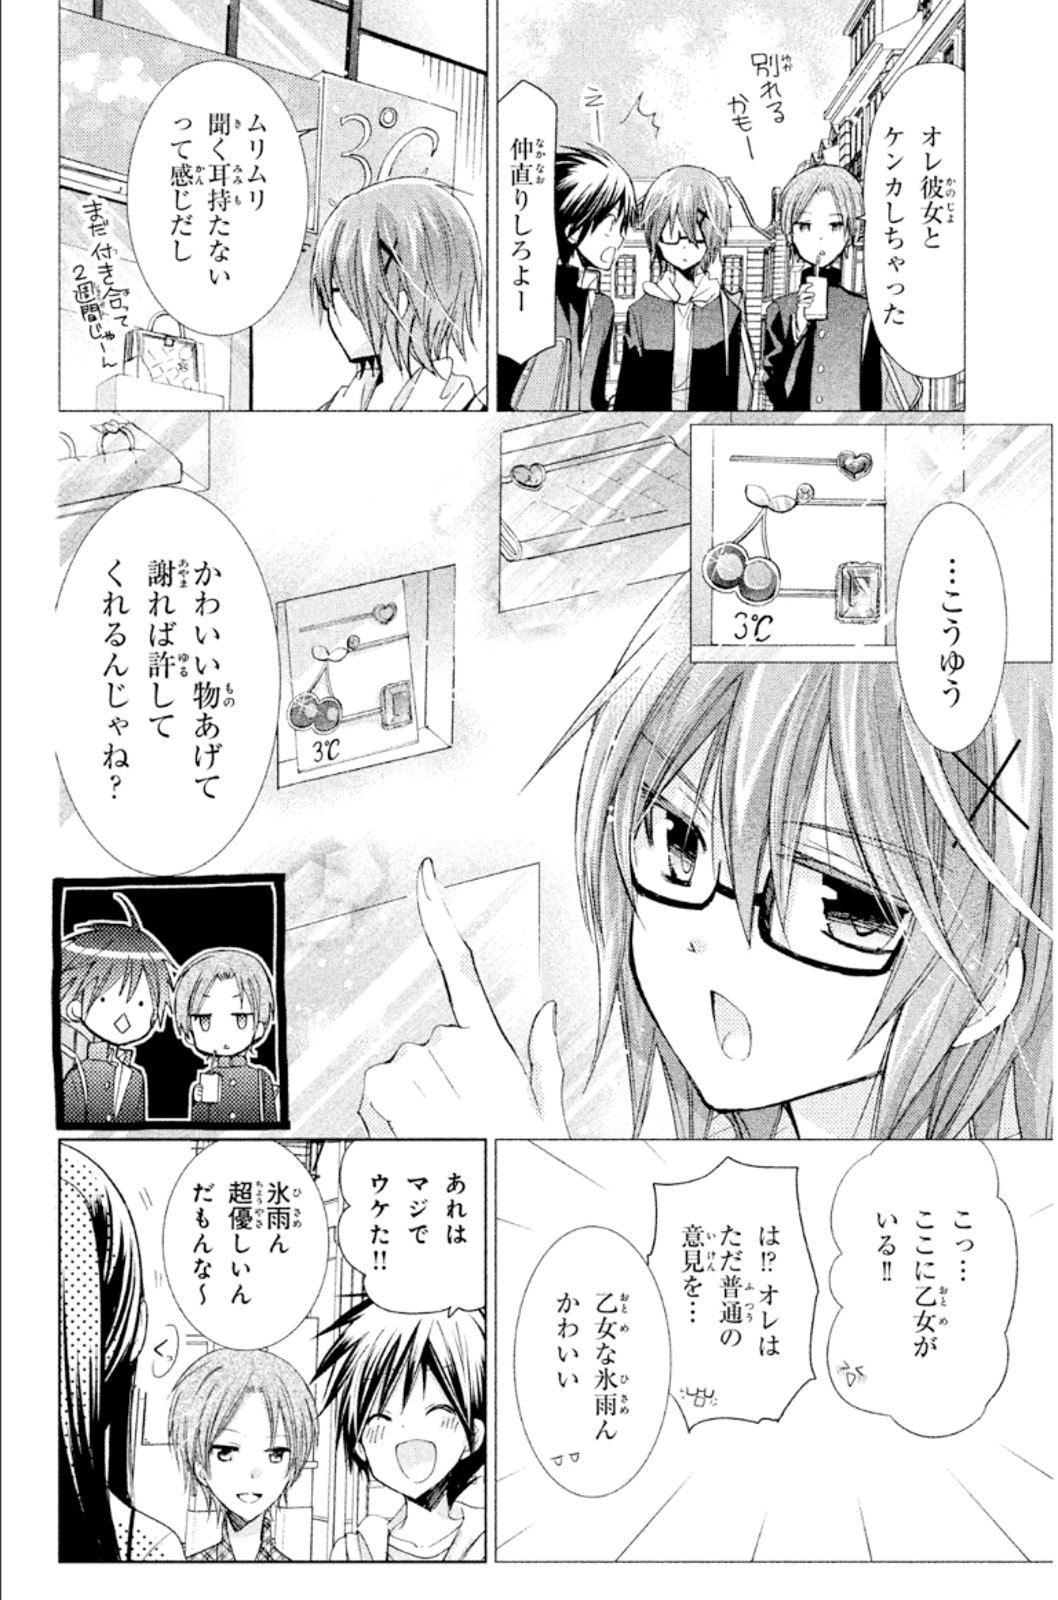 オレ彼女と
ケンカしちゃった
別れる
かもー
えー
仲直りしろよー
ムリムリ
聞く耳持たない
って感じだし
まだ付き合って
2週間じゃーん
3℃
…こうゆう
3℃
3℃
かわいい物あげて
謝れば許して
くれるんじゃね?
こっ…
ここに乙女が
いる!!
は!?オレは
ただ普通の
意見を…
乙女な氷雨ん
かわいい
あれは
マジで
ウケた!!
氷雨ん
超優しいん
だもんな〜
くっ